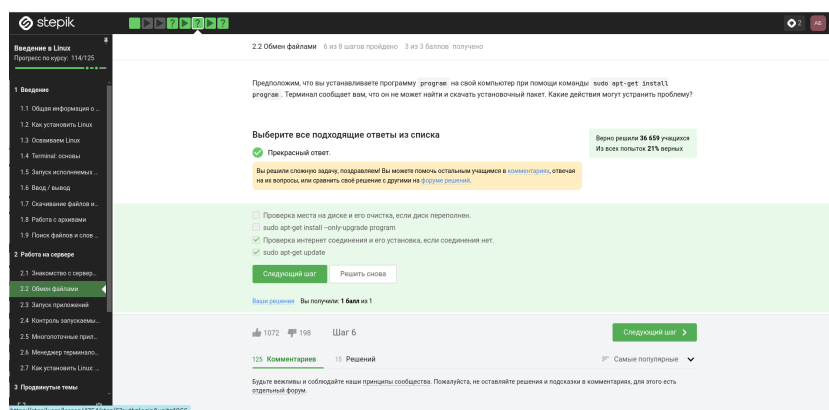 stepik
2
АБ
Введение в Linux
Прогресс по курсу: 114/125
1 Введение
1.1 Общая информация о ...
1.2 Как установить Linux
1.3 Осваиваем Linux
1.4 Terminal: основы
1.5 Запуск исполняемых ...
1.6 Ввод / вывод
1.7 Скачивание файлов и...
1.8 Работа с архивами
1.9 Поиск файлов и слов ...
2 Работа на сервере
2.1 Знакомство с сервер...
2.2 Обмен файлами
2.3 Запуск приложений
2.4 Контроль запускаемы...
2.5 Многопоточные прил...
2.6 Менеджер терминало...
2.7 Как установить Linux: ...
3 Продвинутые темы
2.2 Обмен файлами 6 из 8 шагов пройдено 3 из 3 баллов получено
Предположим, что вы устанавливаете программу program на свой компьютер при помощи команды sudo apt-get install
program . Терминал сообщает вам, что он не может найти и скачать установочный пакет. Какие действия могут устранить проблему?
Выберите все подходящие ответы из списка
Верно решили 36 659 учащихся
Из всех попыток 21% верных
Прекрасный ответ.
Вы решили сложную задачу, поздравляем! Вы можете помочь остальным учащимся в комментариях, отвечая
на их вопросы, или сравнить своё решение с другими на форуме решений.
Проверка места на диске и его очистка, если диск переполнен.
sudo apt-get install --only-upgrade program
Проверка интернет соединения и его установка, если соединения нет.
sudo apt-get update
Следующий шаг Решить снова
Ваши решения Вы получили: 1 балл из 1
1072 198 Шаг 6 Следующий шаг
125 Комментариев 15 Решений Самые популярные
Будьте вежливы и соблюдайте наши принципы сообщества. Пожалуйста, не оставляйте решения и подсказки в комментариях, для этого есть
отдельный форум.